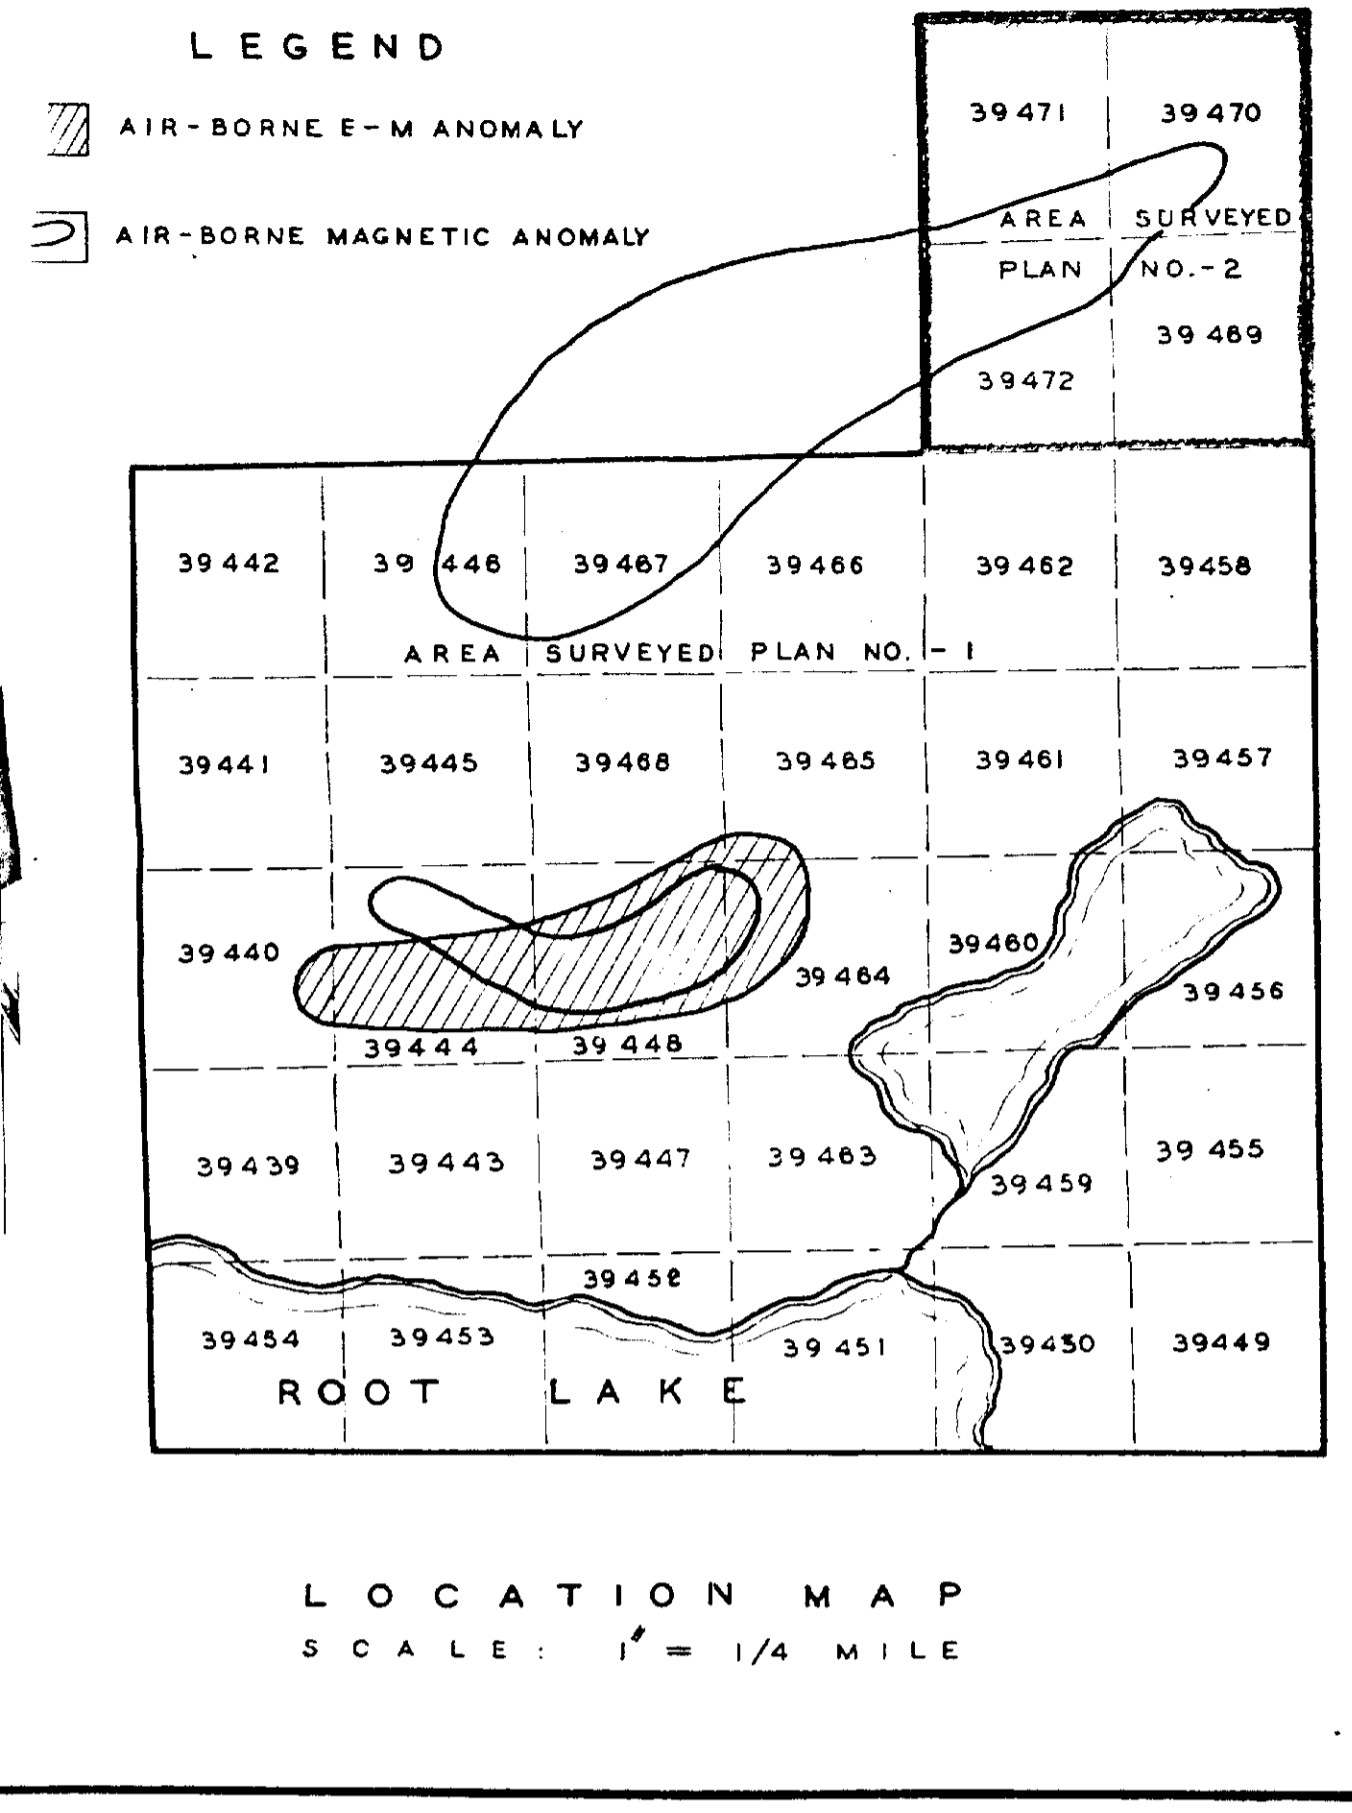 LEGEND
AIR-BORNE E-M ANOMALY
AIR-BORNE MAGNETIC ANOMALY
39471 39470
AREA SURVEYED
PLAN NO.-2
39469
39472
39442 39446 39467 39466 39462 39458
AREA SURVEYED PLAN NO.-1
39441 39445 39468 39465 39461 39457
39440 39464 39460 39456
39444 39448
39439 39443 39447 39463 39459 39455
39452
39454 39453 39451 39450 39449
ROOT LAKE
LOCATION MAP
SCALE: 1" = 1/4 MILE